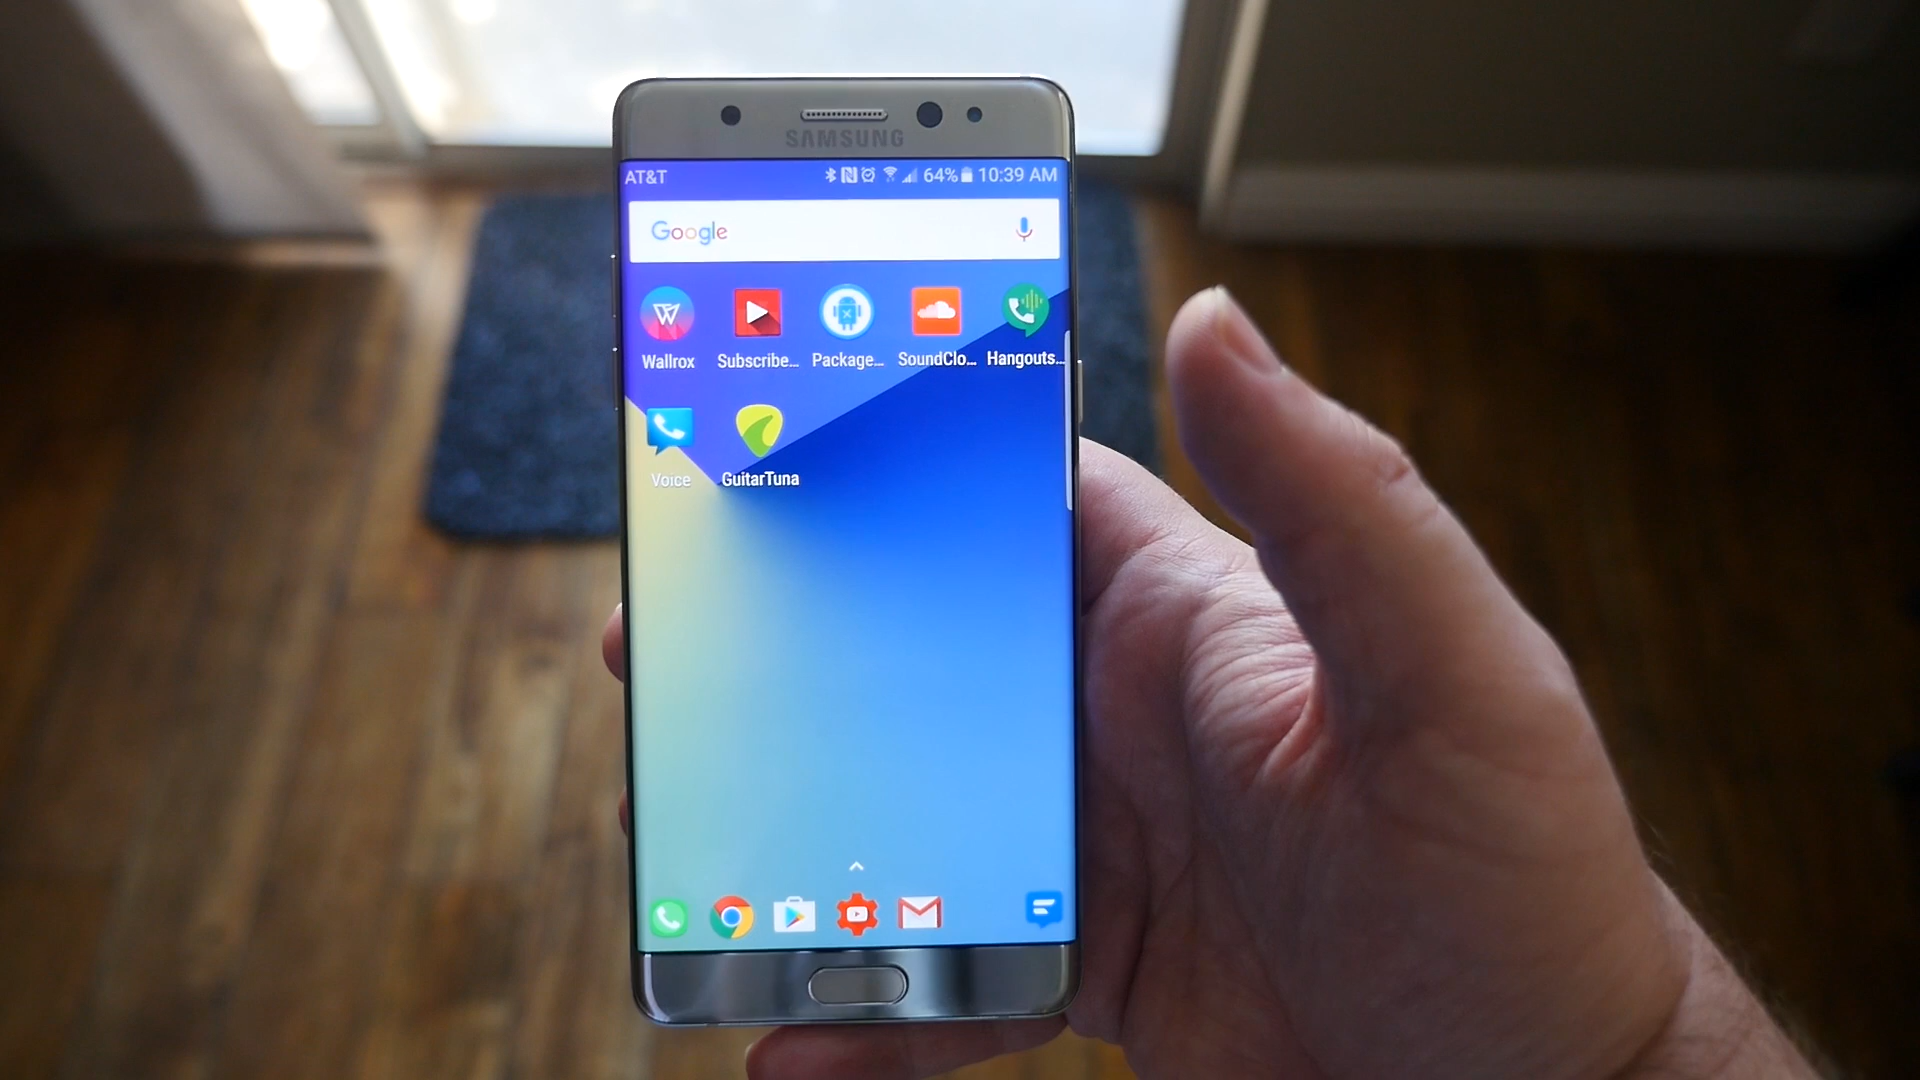 SAMSUNG
AT&T 64% 10:39 AM
Google
Wallrox Subscribe... Package... SoundClo... Hangouts...
Voice GuitarTuna